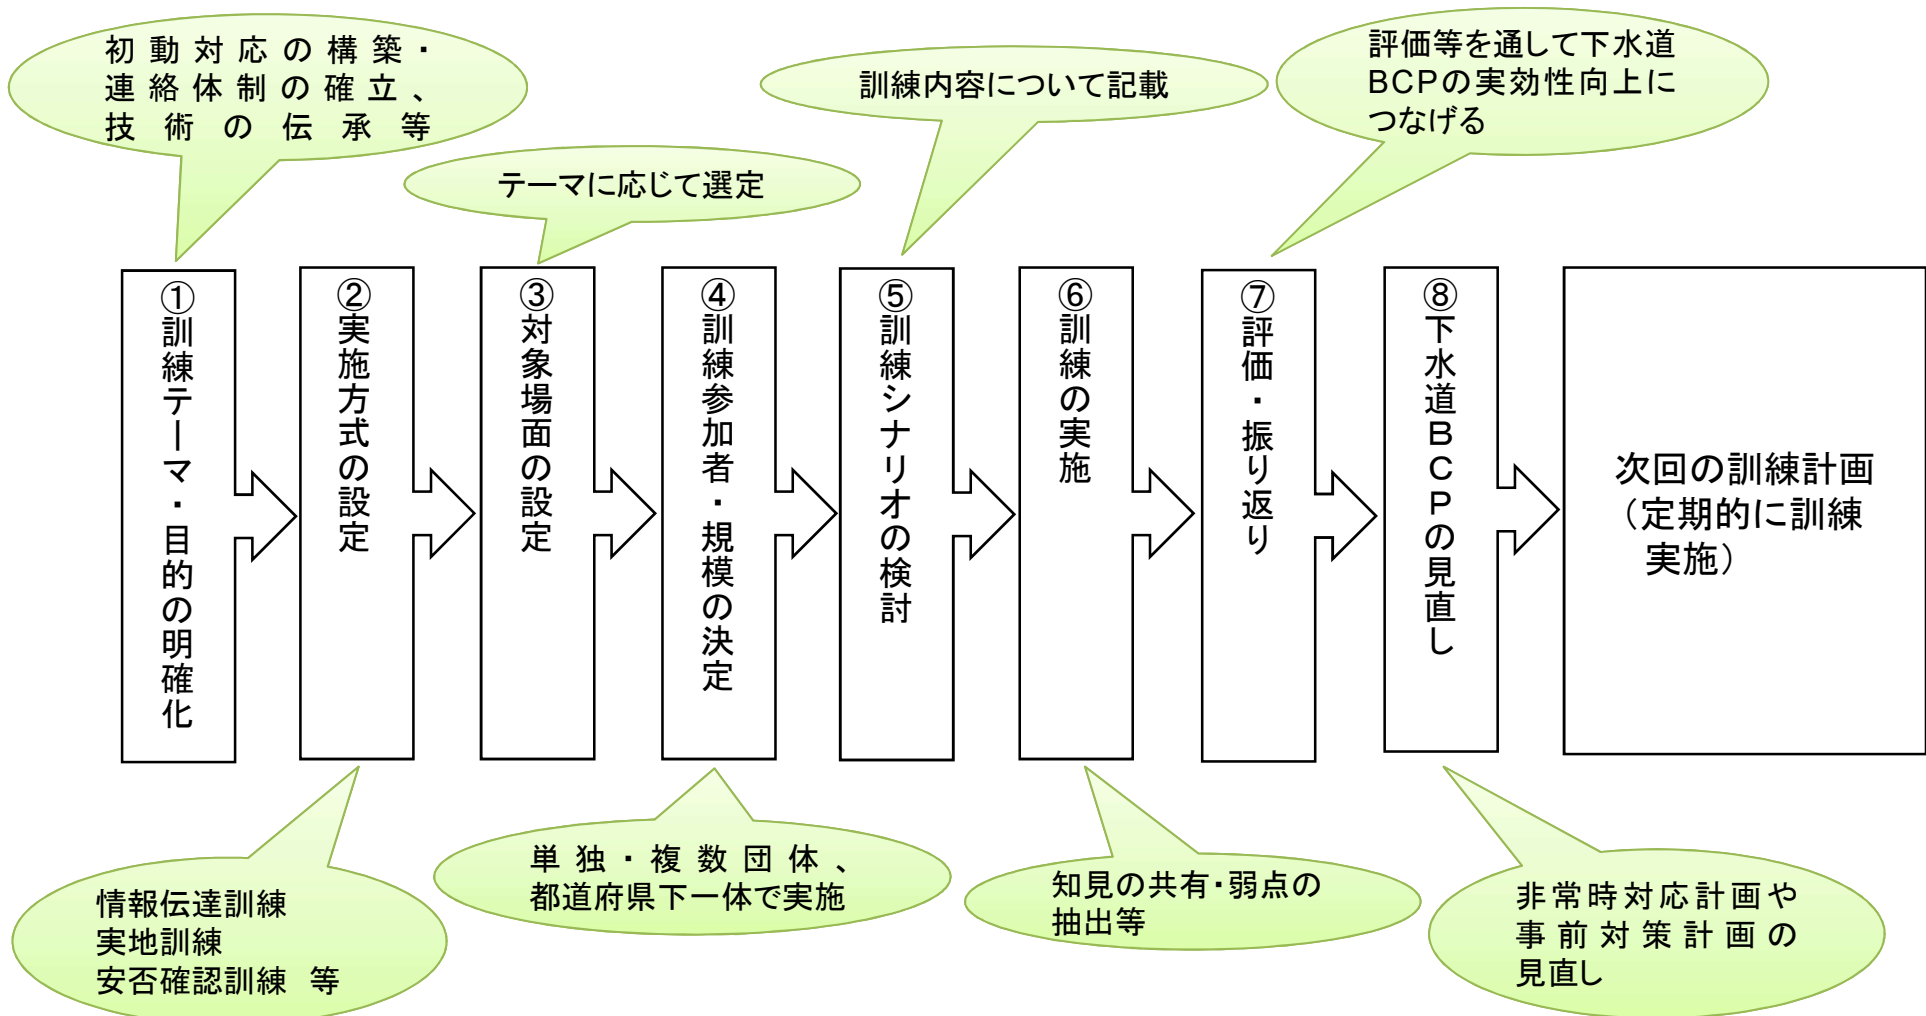 初動対応の構築・
連絡体制の確立、
技術の伝承等
テーマに応じて選定
訓練内容について記載
評価等を通して下水道
BCPの実効性向上に
つなげる
①訓練テーマ・目的の明確化
②実施方式の設定
③対象場面の設定
④訓練参加者・規模の決定
⑤訓練シナリオの検討
⑥訓練の実施
⑦評価・振り返り
⑧下水道BCPの見直し
次回の訓練計画
（定期的に訓練
実施）
情報伝達訓練
実地訓練
安否確認訓練　等
単独・複数団体、
都道府県下一体で実施
知見の共有・弱点の
抽出等
非常時対応計画や
事前対策計画の
見直し